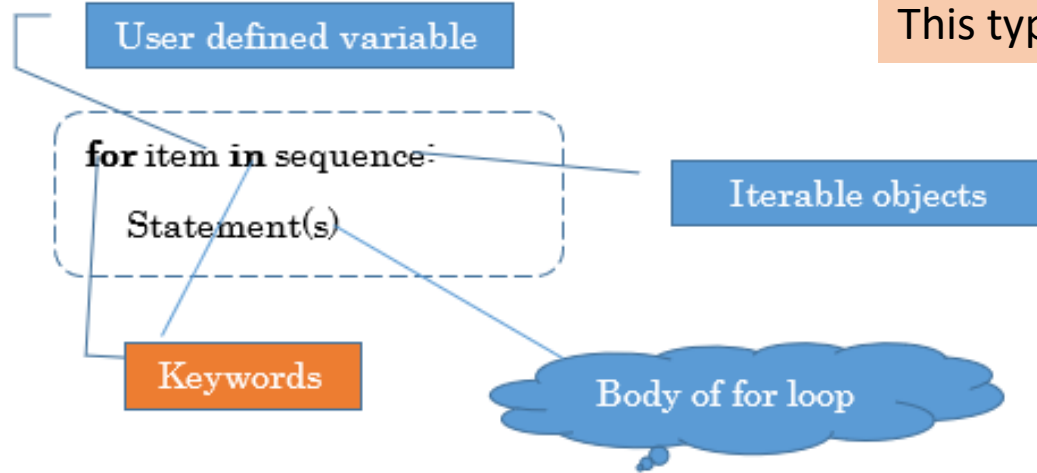 User defined variable
This typ
for item in sequence:
Statement(s)
Iterable objects
Keywords
Body of for loop